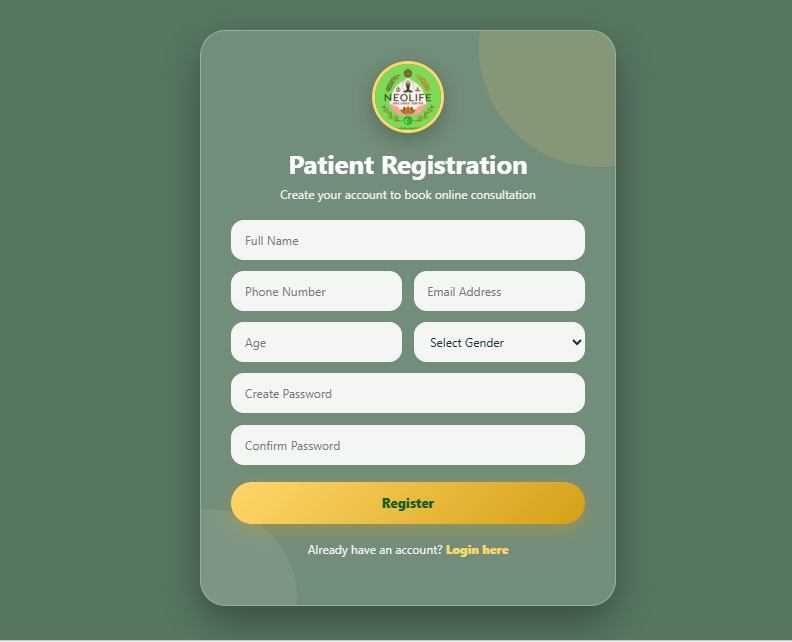 NEOLIFE
Patient Registration
Create your account to book online consultation
Full Name
Phone Number
Email Address
Age
Select Gender
Create Password
Confirm Password
Register
Already have an account? Login here